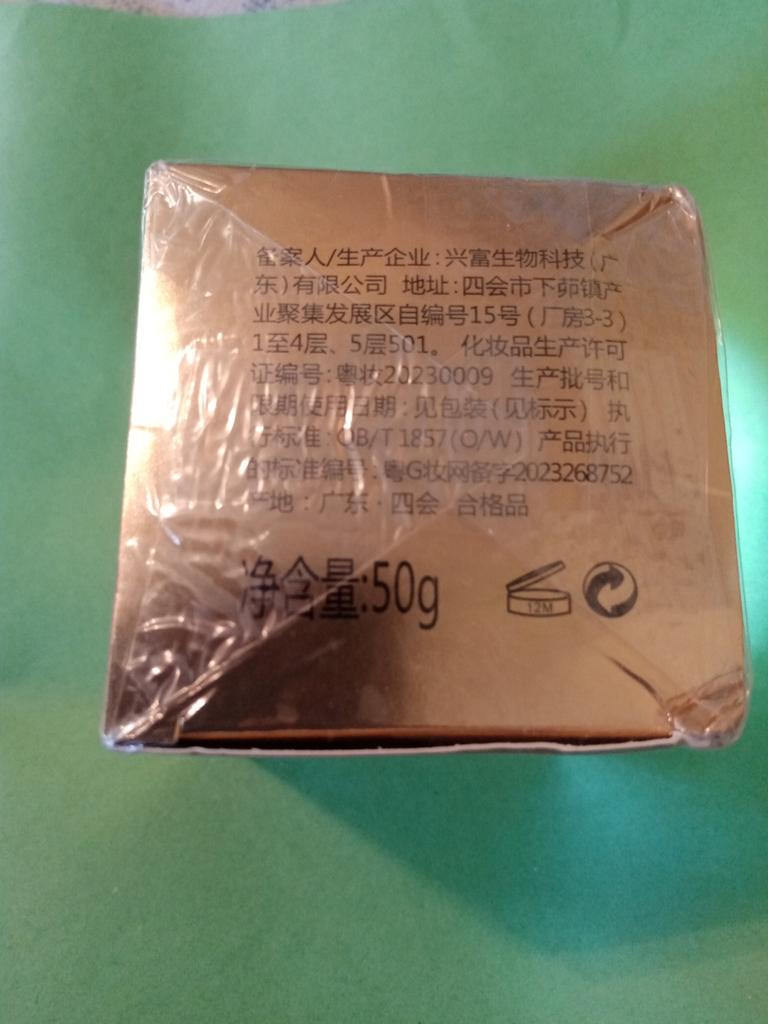 备案人/生产企业:兴富生物科技(广
东)有限公司 地址:四会市下茆镇产
业聚集发展区自编号15号(厂房3-3)
1至4层、5层501。 化妆品生产许可
证编号:粤妆20230009 生产批号和
限期使用日期:见包装(见标示) 执
行标准:QB/T 1857(O/W) 产品执行
的标准编号:粤G妆网备字2023268752
产地:广东·四会 合格品
净含量:50g
12M